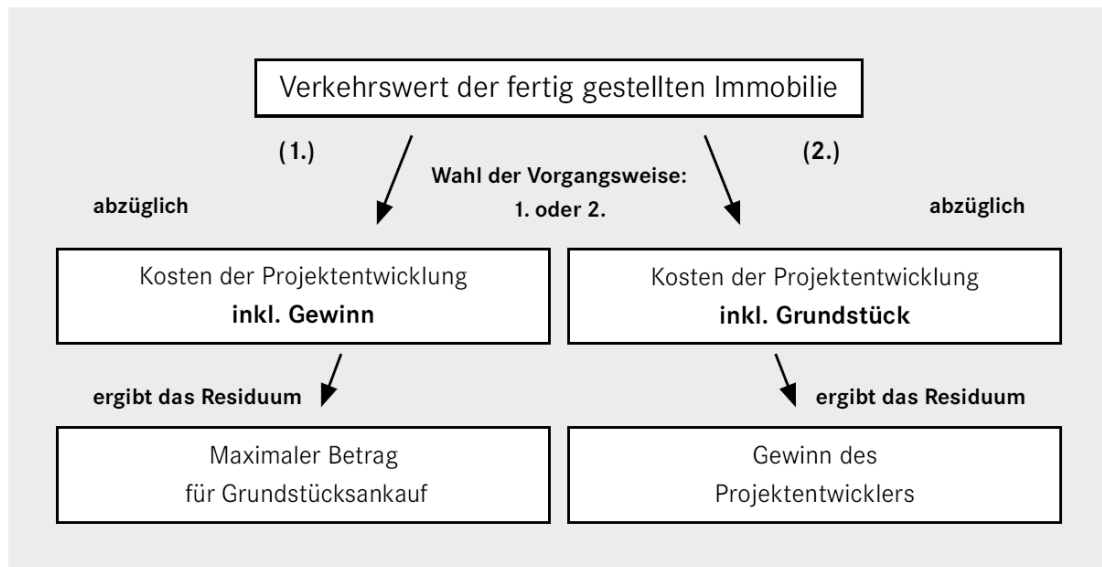 Verkehrswert der fertig gestellten Immobilie
(1.)
(2.)
Wahl der Vorgangsweise:
1. oder 2.
abzüglich
abzüglich
Kosten der Projektentwicklung
inkl. Gewinn
Kosten der Projektentwicklung
inkl. Grundstück
ergibt das Residuum
ergibt das Residuum
Maximaler Betrag
für Grundstücksankauf
Gewinn des
Projektentwicklers